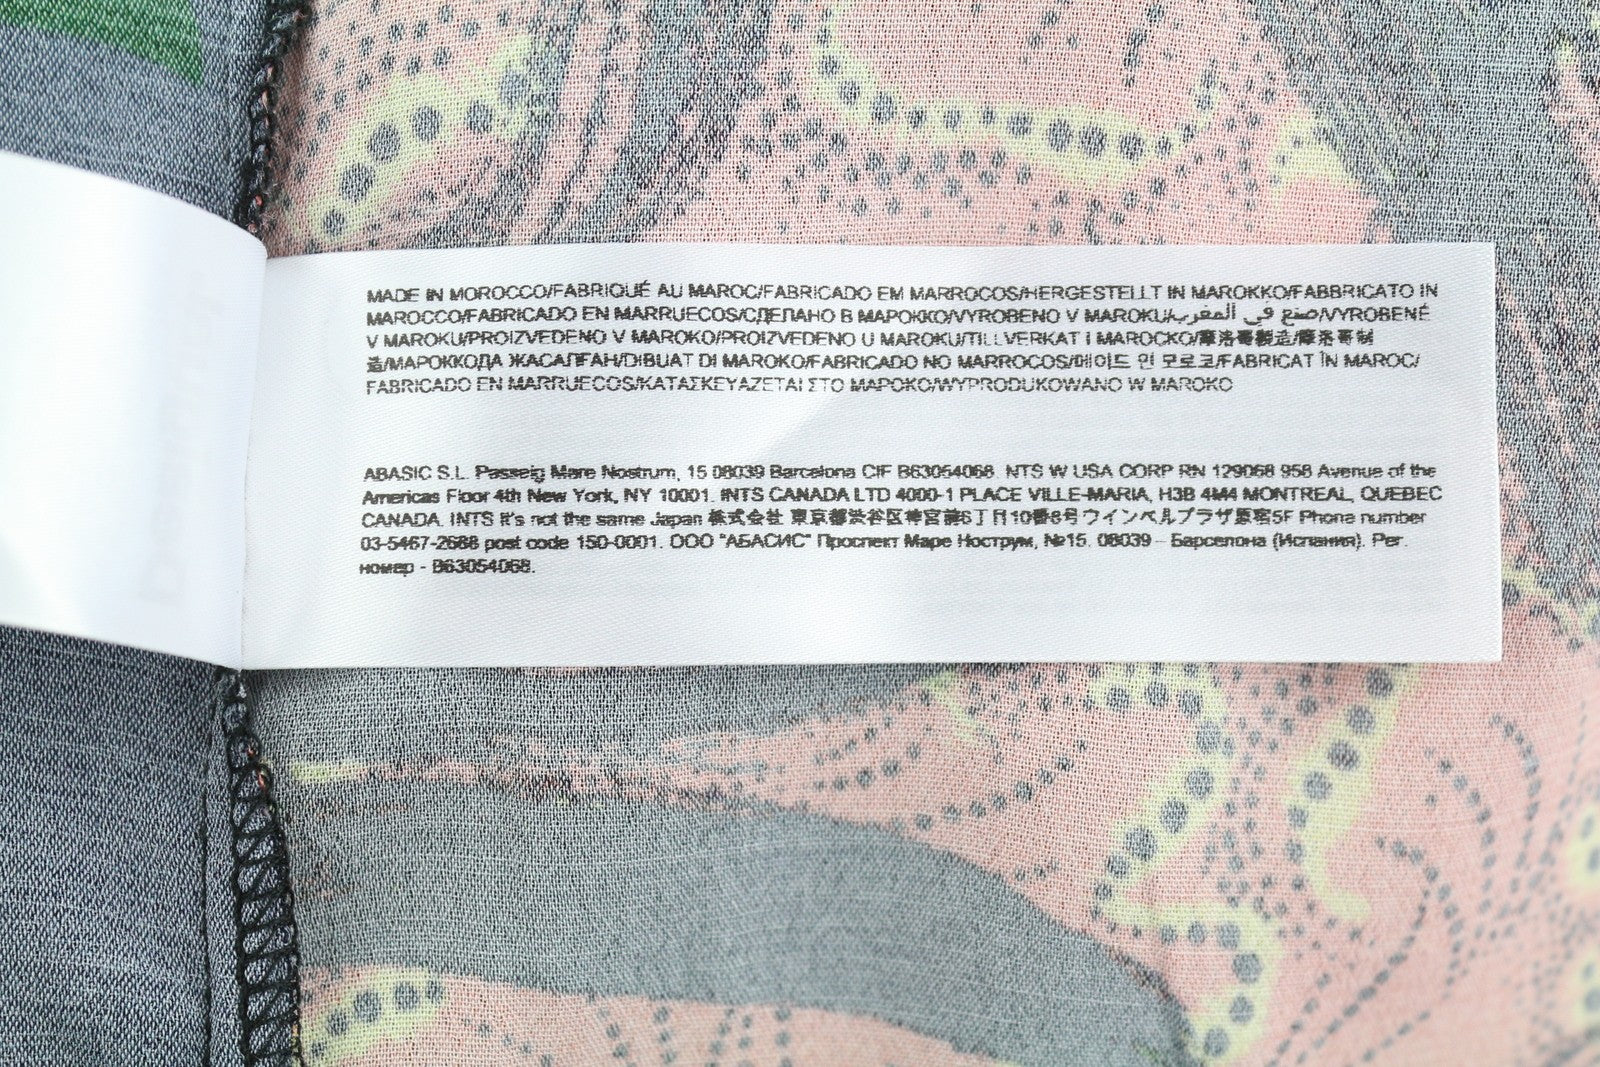 MADE IN MOROCCO/FABRIQUÉ AU MAROC/FABRICADO EM MARROCOS/HERGESTELLT IN MAROKKO/FABBRICATO IN
MAROCCO/FABRICADO EN MARRUECOS/СДЕЛАНО В МАРОККО/VYROBENO V MAROKU/صنع في المغرب/VYROBENÉ
V MAROKU/PROIZVEDENO V MAROKO/PROIZVEDENO U MAROKU/TILLVERKAT I MAROCKO/摩洛哥製造/摩洛哥制
造/МАРОККОДА ЖАСАЛҒАН/DIBUAT DI MAROKO/FABRICADO NO MARROCOS/메이드 인 모로코/FABRICAT ÎN MAROC/
FABRICADO EN MARRUECOS/ΚΑΤΑΣΚΕΥΑΖΕΤΑΙ ΣΤΟ ΜΑΡΟΚΟ/WYPRODUKOWANO W MAROKO
ABASIC S.L. Passeig Mare Nostrum, 15 08039 Barcelona CIF B63054068. NTS W USA CORP RN 129068 958 Avenue of the
Americas Floor 4th New York, NY 10001. INTS CANADA LTD 4000-1 PLACE VILLE-MARIA, H3B 4M4 MONTREAL, QUEBEC
CANADA. INTS It's not the same Japan 株式会社 東京都渋谷区神宮前6丁目10番8号ウインベルプラザ原宿5F Phone number
03-5467-2688 post code 150-0001. ООО "АБАСИС" Проспект Маре Нострум, №15. 08039 - Барселона (Испания). Рег.
номер - B63054068.